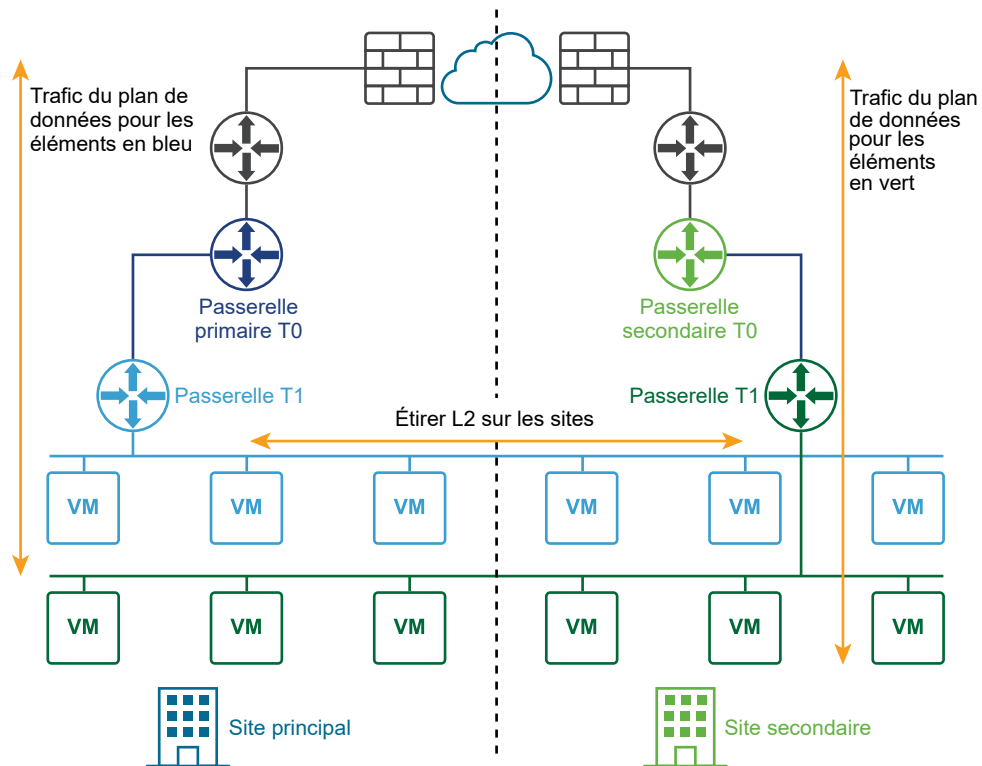 Trafic du plan de
données pour les
éléments en bleu
Trafic du plan
de données
pour les
éléments
en vert
Passerelle
primaire T0
Passerelle
secondaire T0
Passerelle T1
Passerelle T1
Étirer L2 sur les sites
VM VM VM VM VM VM
VM VM VM VM VM VM
Site principal
Site secondaire